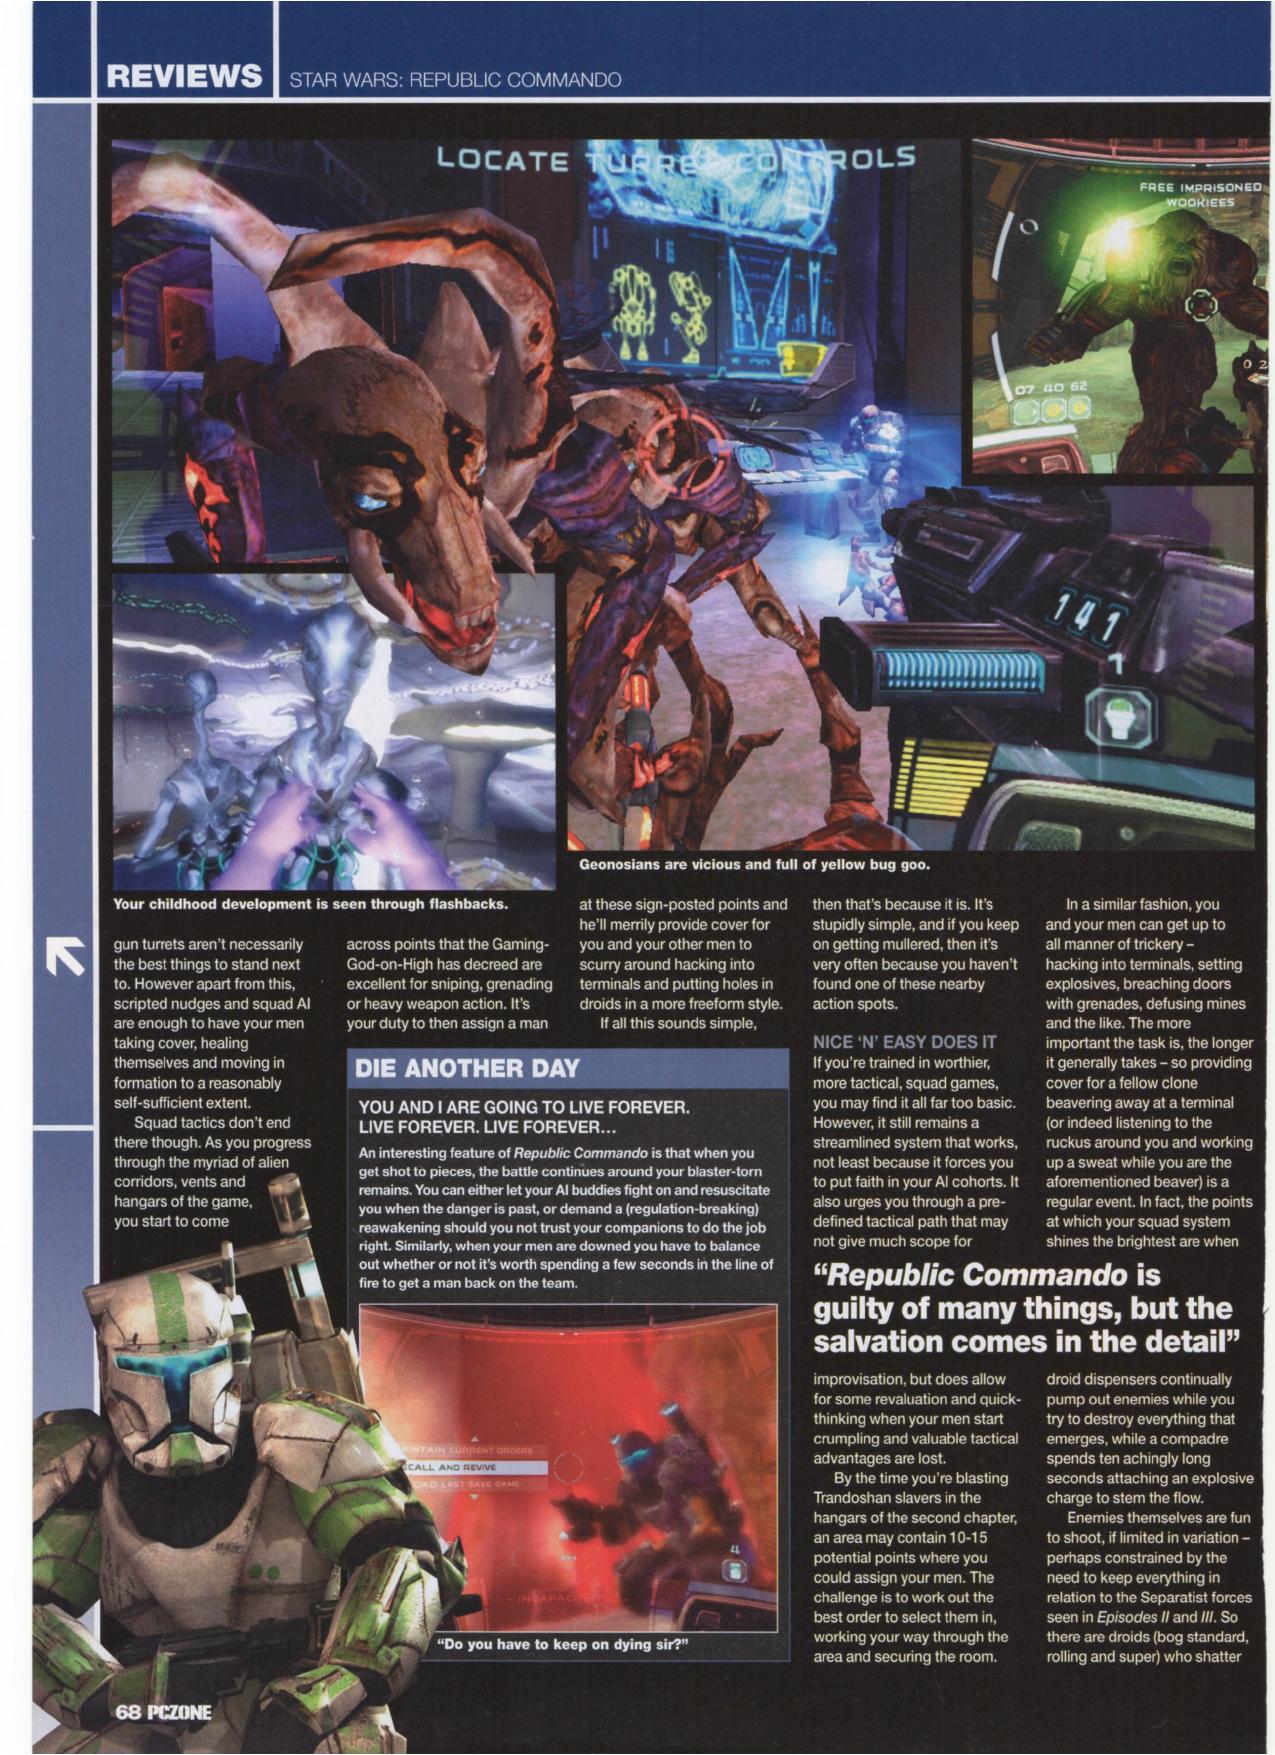 REVIEWS
STAR WARS: REPUBLIC COMMANDO
LOCATE TURRET CONTROLS
FREE IMPRISONED
WOOKIEES
07 40 62
0 2
141
1
Geonosians are vicious and full of yellow bug goo.
Your childhood development is seen through flashbacks.
gun turrets aren't necessarily
the best things to stand next
to. However apart from this,
scripted nudges and squad AI
are enough to have your men
taking cover, healing
themselves and moving in
formation to a reasonably
self-sufficient extent.
Squad tactics don't end
there though. As you progress
through the myriad of alien
corridors, vents and
hangars of the game,
you start to come
across points that the Gaming-
God-on-High has decreed are
excellent for sniping, grenading
or heavy weapon action. It's
your duty to then assign a man
at these sign-posted points and
he'll merrily provide cover for
you and your other men to
scurry around hacking into
terminals and putting holes in
droids in a more freeform style.
If all this sounds simple,
then that's because it is. It's
stupidly simple, and if you keep
on getting mullered, then it's
very often because you haven't
found one of these nearby
action spots.
NICE 'N' EASY DOES IT
If you're trained in worthier,
more tactical, squad games,
you may find it all far too basic.
However, it still remains a
streamlined system that works,
not least because it forces you
to put faith in your AI cohorts. It
also urges you through a pre-
defined tactical path that may
not give much scope for
improvisation, but does allow
for some revaluation and quick-
thinking when your men start
crumpling and valuable tactical
advantages are lost.
By the time you're blasting
Trandoshan slavers in the
hangars of the second chapter,
an area may contain 10-15
potential points where you
could assign your men. The
challenge is to work out the
best order to select them in,
working your way through the
area and securing the room.
In a similar fashion, you
and your men can get up to
all manner of trickery –
hacking into terminals, setting
explosives, breaching doors
with grenades, defusing mines
and the like. The more
important the task is, the longer
it generally takes – so providing
cover for a fellow clone
beavering away at a terminal
(or indeed listening to the
ruckus around you and working
up a sweat while you are the
aforementioned beaver) is a
regular event. In fact, the points
at which your squad system
shines the brightest are when
droid dispensers continually
pump out enemies while you
try to destroy everything that
emerges, while a compadre
spends ten achingly long
seconds attaching an explosive
charge to stem the flow.
Enemies themselves are fun
to shoot, if limited in variation –
perhaps constrained by the
need to keep everything in
relation to the Separatist forces
seen in Episodes II and III. So
there are droids (bog standard,
rolling and super) who shatter
“Republic Commando is
guilty of many things, but the
salvation comes in the detail”
DIE ANOTHER DAY
YOU AND I ARE GOING TO LIVE FOREVER.
LIVE FOREVER. LIVE FOREVER...
An interesting feature of Republic Commando is that when you
get shot to pieces, the battle continues around your blaster-torn
remains. You can either let your AI buddies fight on and resuscitate
you when the danger is past, or demand a (regulation-breaking)
reawakening should you not trust your companions to do the job
right. Similarly, when your men are downed you have to balance
out whether or not it's worth spending a few seconds in the line of
fire to get a man back on the team.
AINTAIN CURRENT ORDERS
ECALL AND REVIVE
OAD LAST SAVE GAME
4
“Do you have to keep on dying sir?”
68 PCZONE